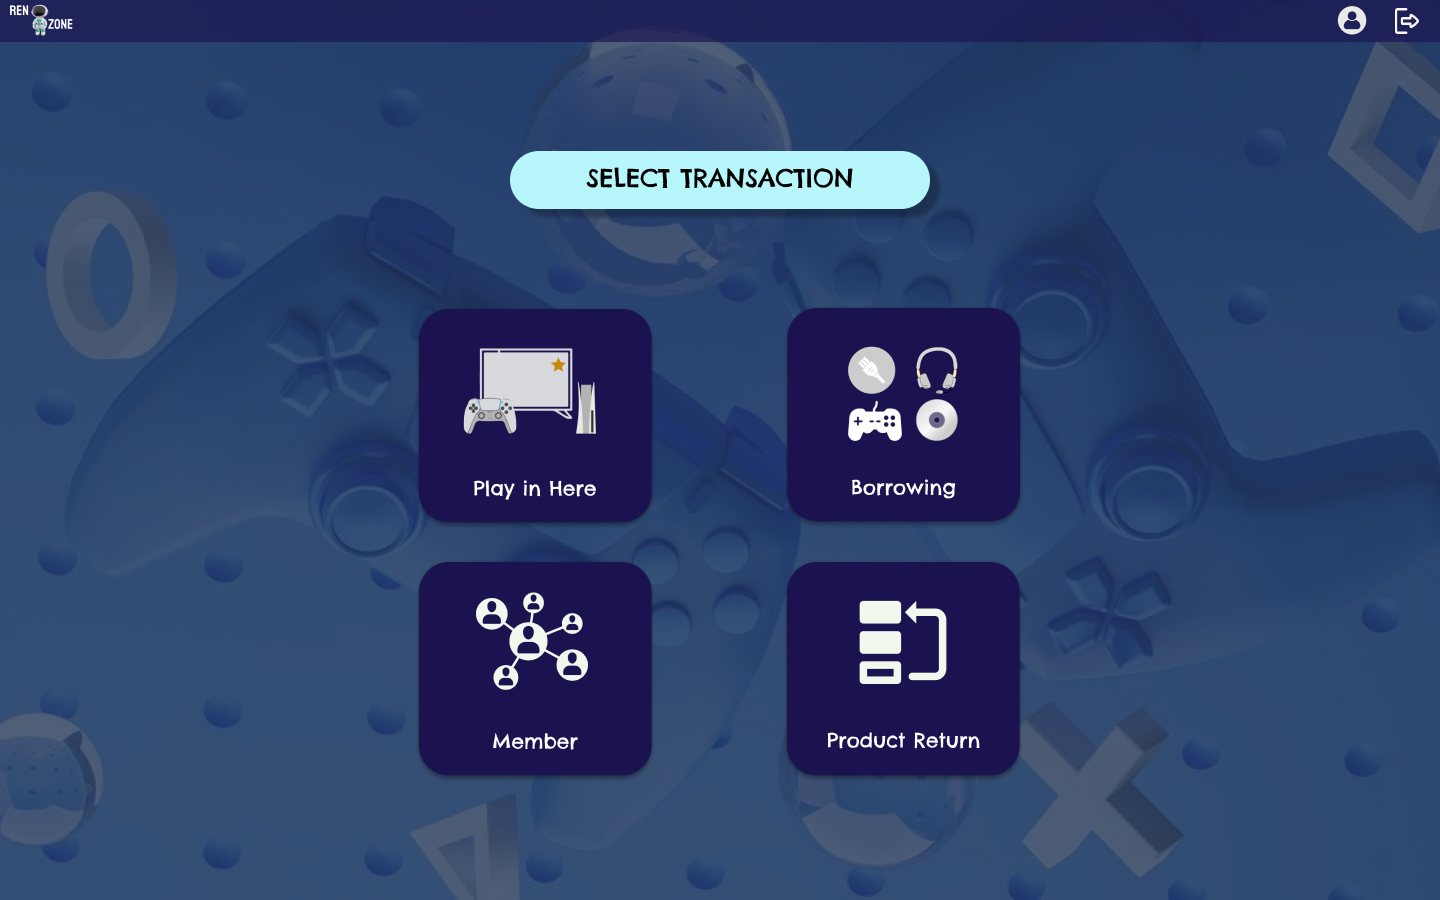 REN
ZONE
SELECT TRANSACTION
Play in Here
Borrowing
Member
Product Return